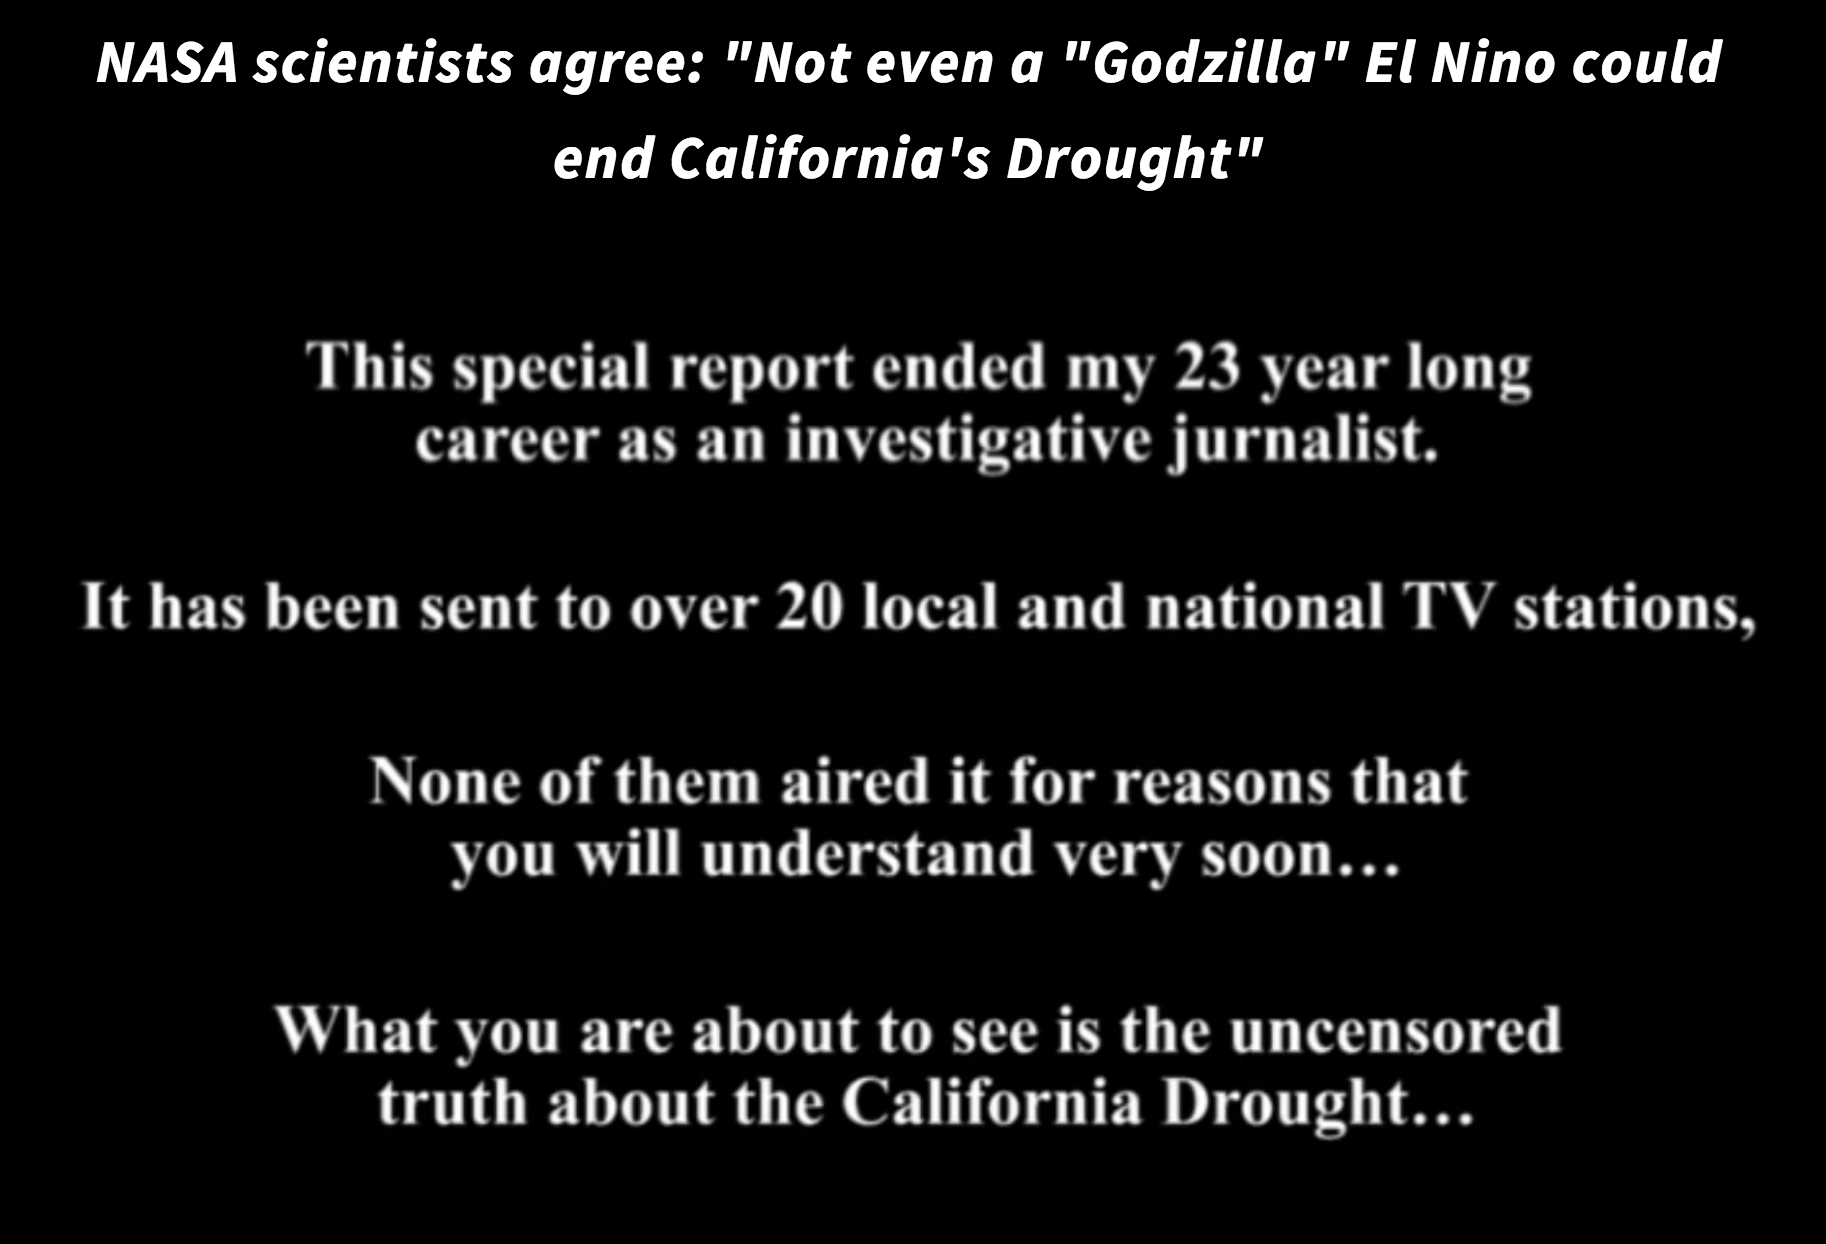 NASA scientists agree: "Not even a "Godzilla" El Nino could
end California's Drought"
This special report ended my 23 year long
career as an investigative jurnalist.
It has been sent to over 20 local and national TV stations,
None of them aired it for reasons that
you will understand very soon…
What you are about to see is the uncensored
truth about the California Drought…